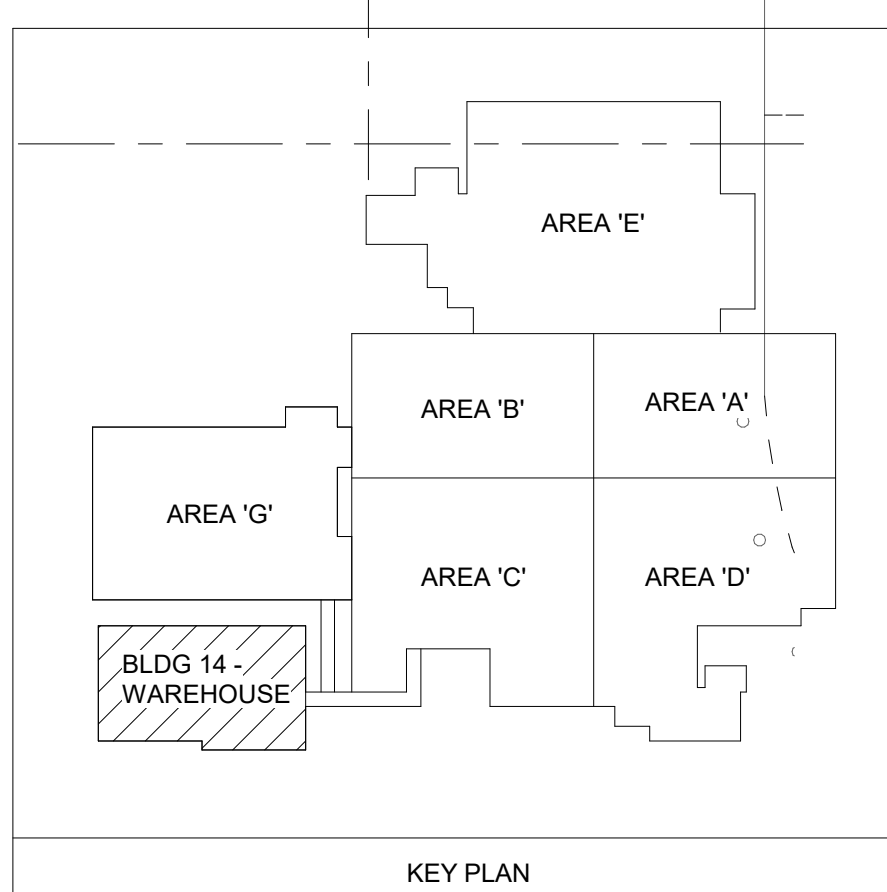 AREA 'E'
AREA 'B'
AREA 'A'
AREA 'G'
AREA 'C'
AREA 'D'
BLDG 14 -
WAREHOUSE
KEY PLAN